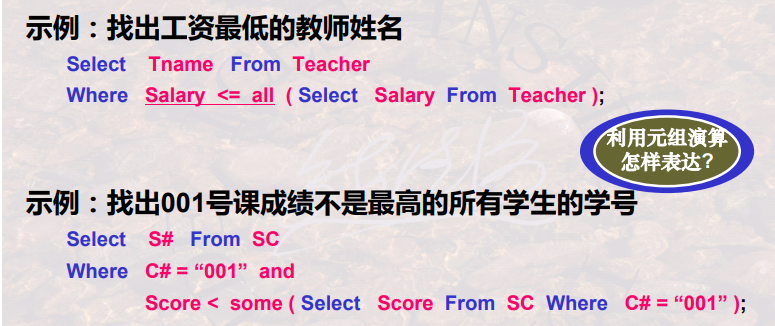 示例：找出工资最低的教师姓名
Select Tname From Teacher
Where Salary <= all ( Select Salary From Teacher );
利用元组演算
怎样表达?
示例：找出001号课成绩不是最高的所有学生的学号
Select S# From SC
Where C# = “001” and
Score < some ( Select Score From SC Where C# = “001” );